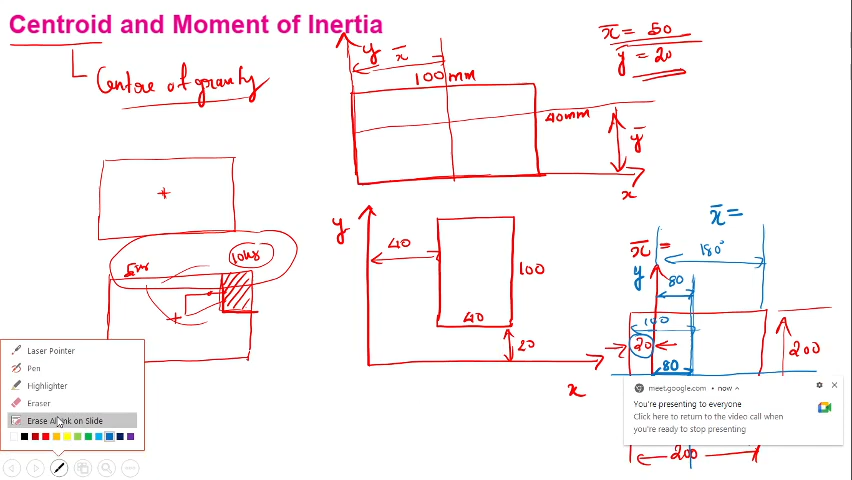 Centroid and Moment of Inertia
Centre of gravity
y
x̄
100 mm
40mm
ȳ
x
x̄ = 50
ȳ = 20
10kg
y
40
100
40
20
x
x̄ =
180
x̄ =
y
80
100
20
80
200
200
Laser Pointer
Pen
Highlighter
Eraser
Erase All Ink on Slide
meet.google.com • now
You're presenting to everyone
Click here to return to the video call when
you're ready to stop presenting